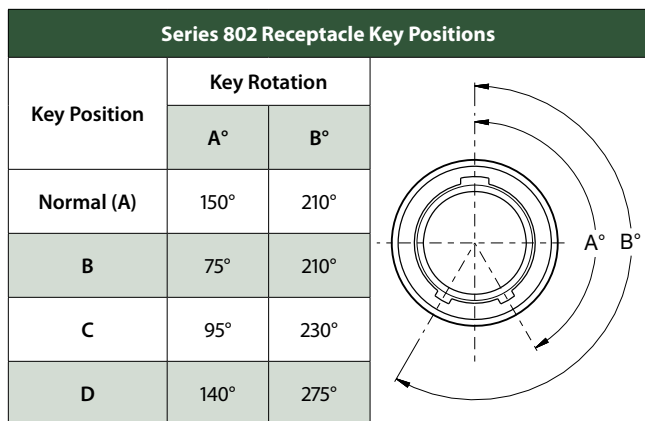 Series 802 Receptacle Key Positions
Key Position
Key Rotation
A°
B°
Normal (A) 150° 210°
B 75° 210°
C 95° 230°
D 140° 275°
A° B°